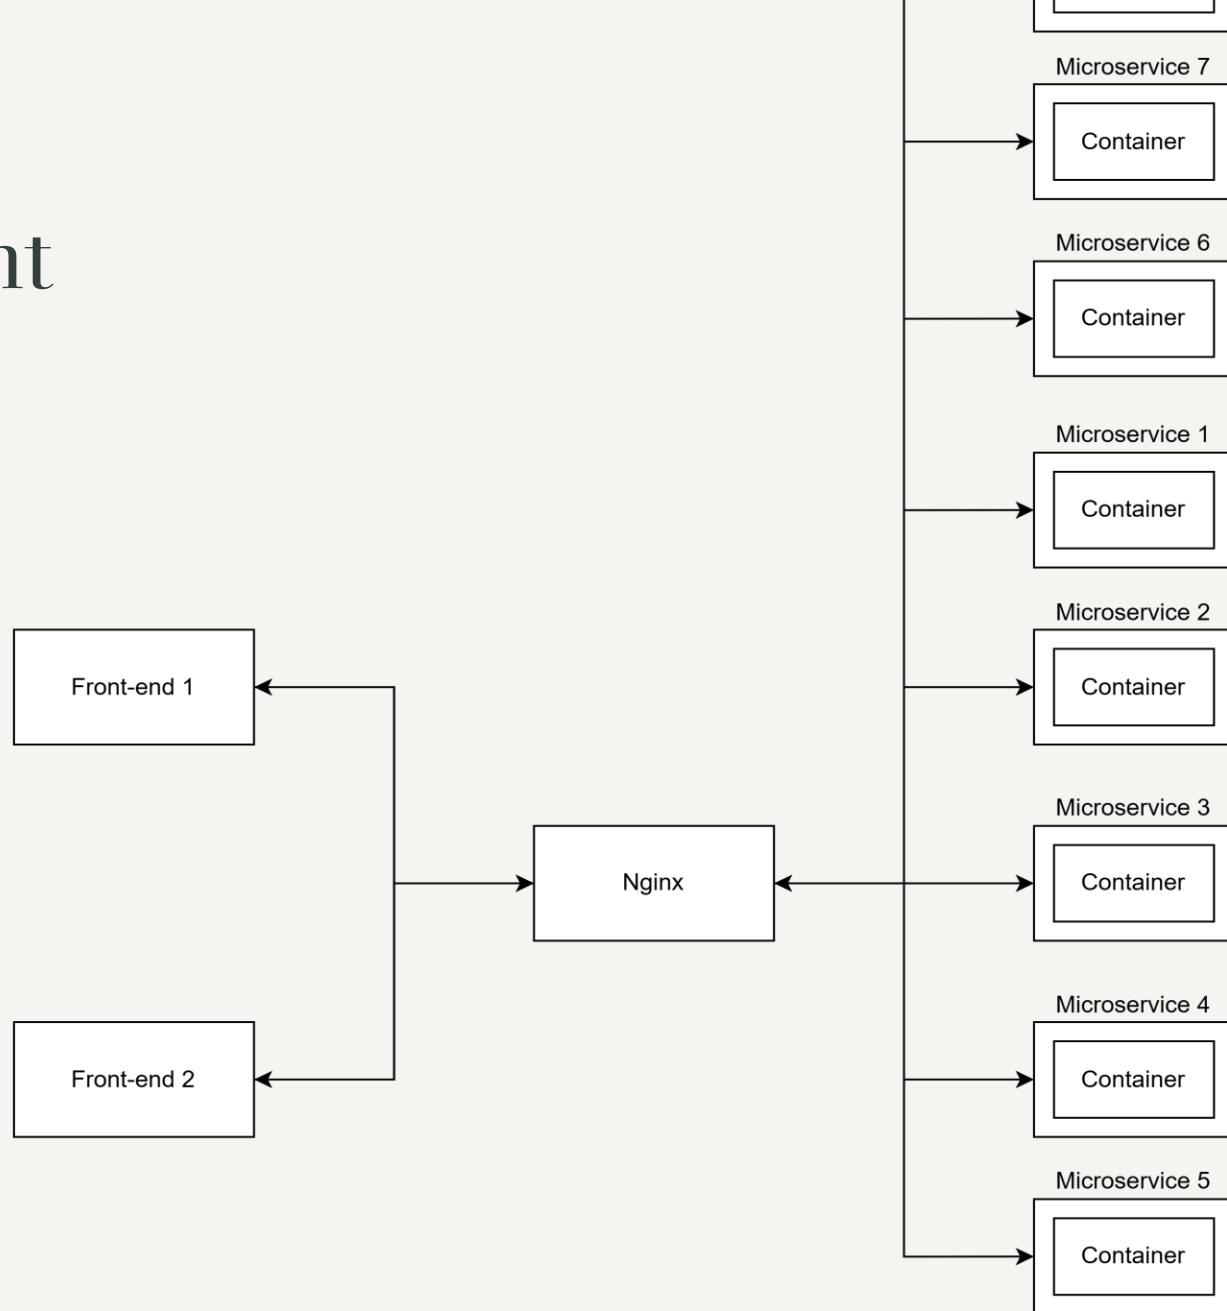 Microservice 7
Container
nt
Microservice 6
Container
Microservice 1
Container
Microservice 2
Front-end 1
Container
Microservice 3
Nginx
Container
Microservice 4
Front-end 2
Container
Microservice 5
Container